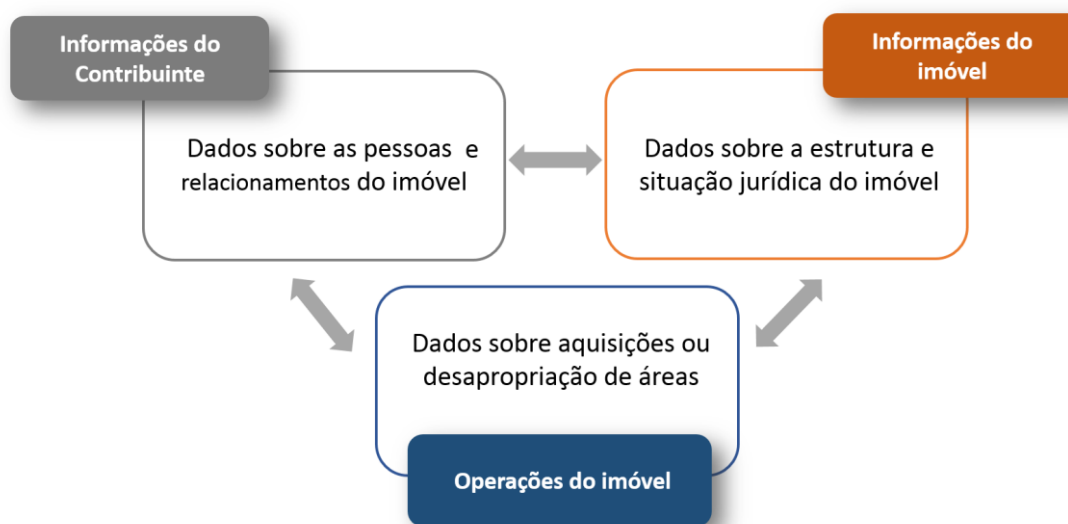 Informações do
Contribuinte
Dados sobre as pessoas e
relacionamentos do imóvel
Informações do
imóvel
Dados sobre a estrutura e
situação jurídica do imóvel
Dados sobre aquisições ou
desapropriação de áreas
Operações do imóvel